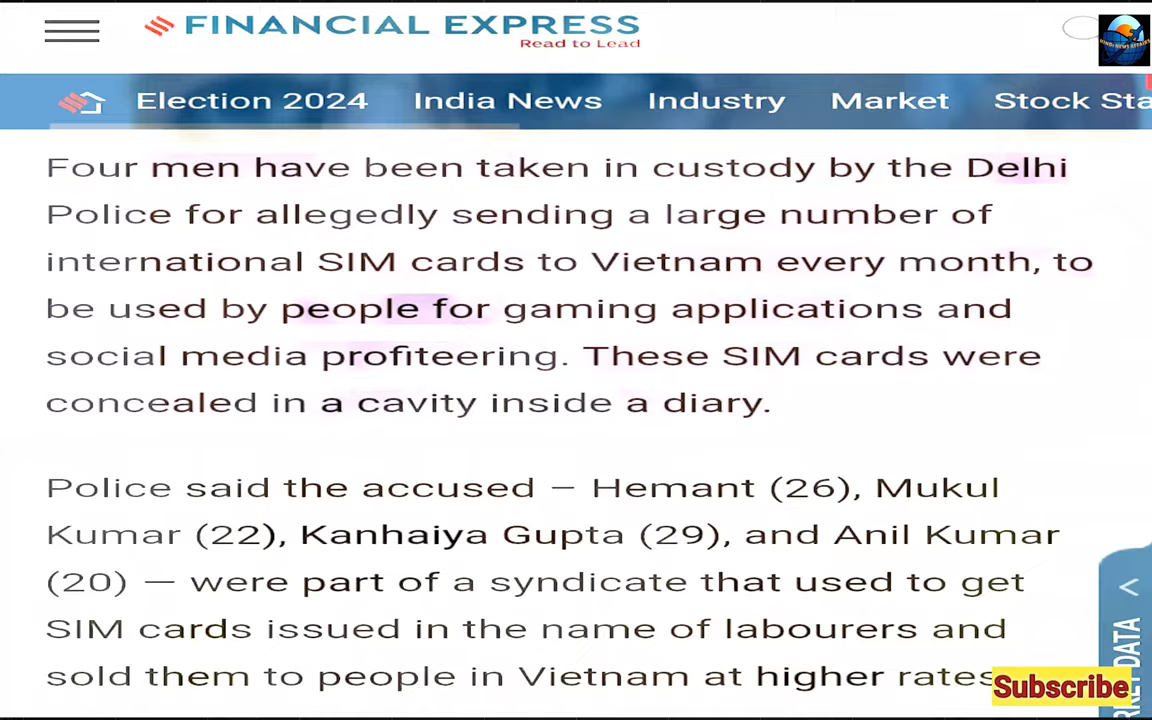 FINANCIAL EXPRESS
Read to Lead
HINDI NEWS AFFAIRS
Election 2024 India News Industry Market Stock Sta
Four men have been taken in custody by the Delhi
Police for allegedly sending a large number of
international SIM cards to Vietnam every month, to
be used by people for gaming applications and
social media profiteering. These SIM cards were
concealed in a cavity inside a diary.
Police said the accused – Hemant (26), Mukul
Kumar (22), Kanhaiya Gupta (29), and Anil Kumar
(20) — were part of a syndicate that used to get
SIM cards issued in the name of labourers and
sold them to people in Vietnam at higher rates
Subscribe
DATA